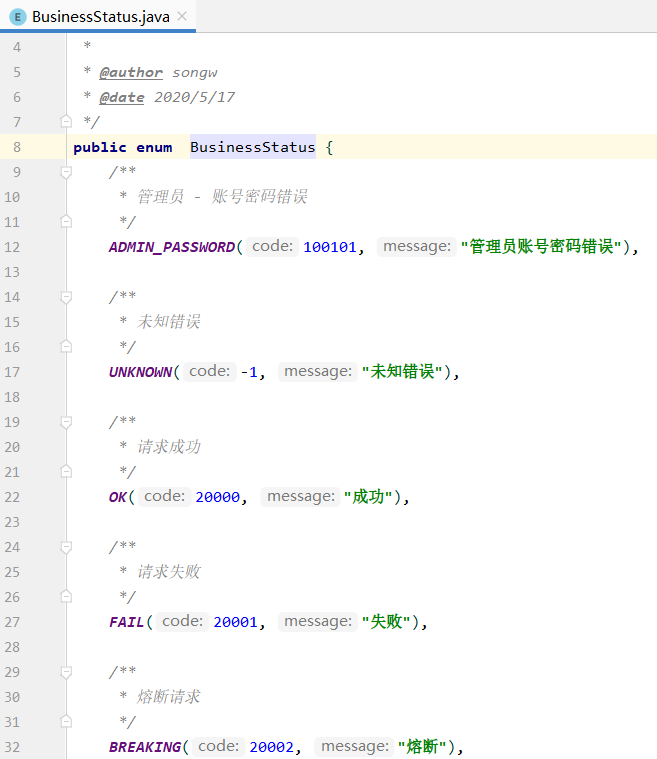 E BusinessStatus.java ×
4 *
5 * @author songw
6 * @date 2020/5/17
7 */
8 public enum BusinessStatus {
9 /**
10 * 管理员 - 账号密码错误
11 */
12 ADMIN_PASSWORD( code: 100101, message: "管理员账号密码错误"),
13
14 /**
15 * 未知错误
16 */
17 UNKNOWN( code: -1, message: "未知错误"),
18
19 /**
20 * 请求成功
21 */
22 OK( code: 20000, message: "成功"),
23
24 /**
25 * 请求失败
26 */
27 FAIL( code: 20001, message: "失败"),
28
29 /**
30 * 熔断请求
31 */
32 BREAKING( code: 20002, message: "熔断"),